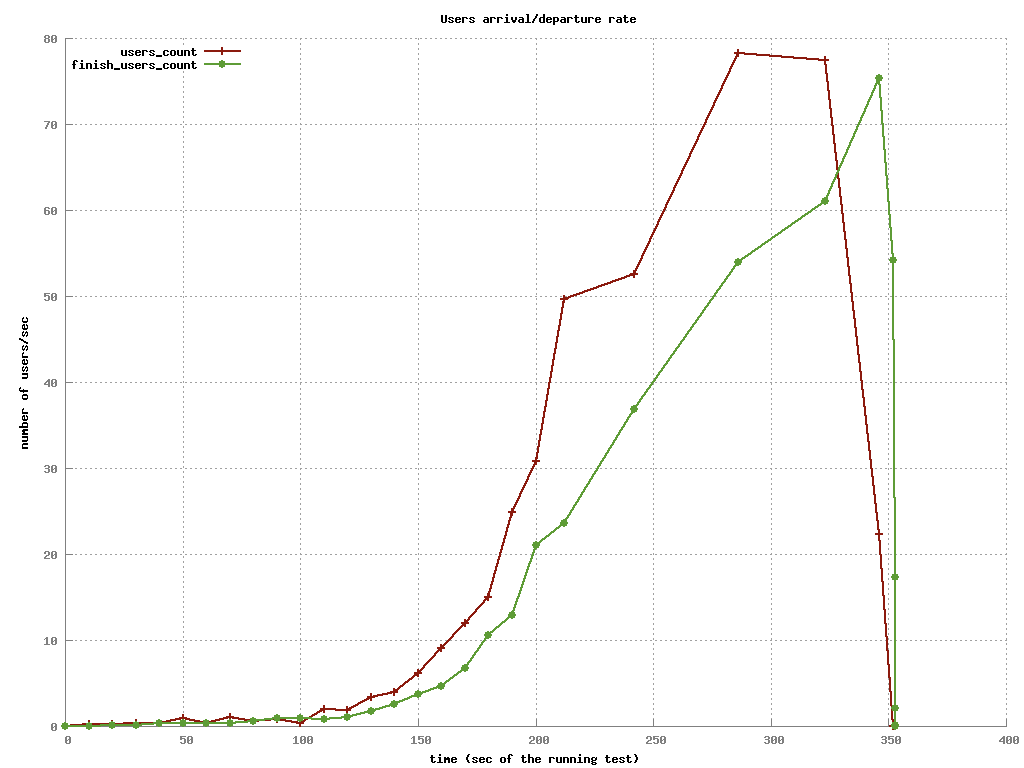 Users arrival/departure rate
users_count
finish_users_count
80
70
60
50
40
30
20
10
0
number of users/sec
0 50 100 150 200 250 300 350 400
time (sec of the running test)